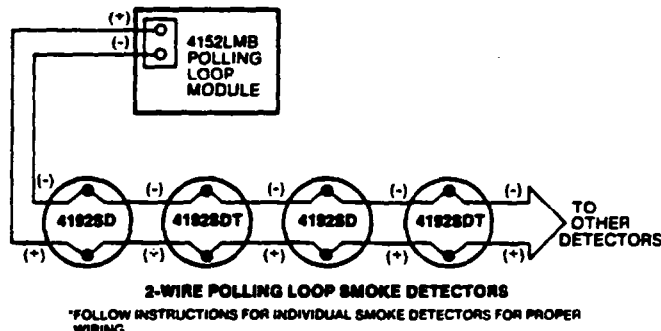 (+)
(-)
4152LMB
POLLING
LOOP
MODULE
(-) (-) (-) (-) (-)
4192SD 4192SDT 4192SD 4192SDT
TO
OTHER
DETECTORS
(+) (+) (+) (+) (+)
2-WIRE POLLING LOOP SMOKE DETECTORS
*FOLLOW INSTRUCTIONS FOR INDIVIDUAL SMOKE DETECTORS FOR PROPER
WIRING